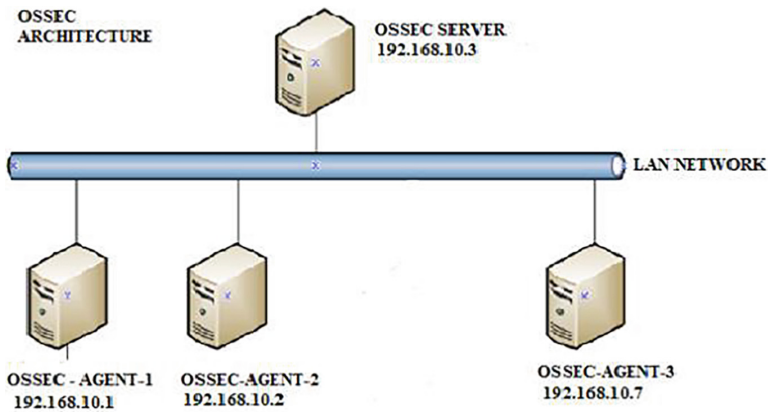 OSSEC
ARCHITECTURE
OSSEC SERVER
192.168.10.3
LAN NETWORK
OSSEC - AGENT-1
192.168.10.1
OSSEC-AGENT-2
192.168.10.2
OSSEC-AGENT-3
192.168.10.7